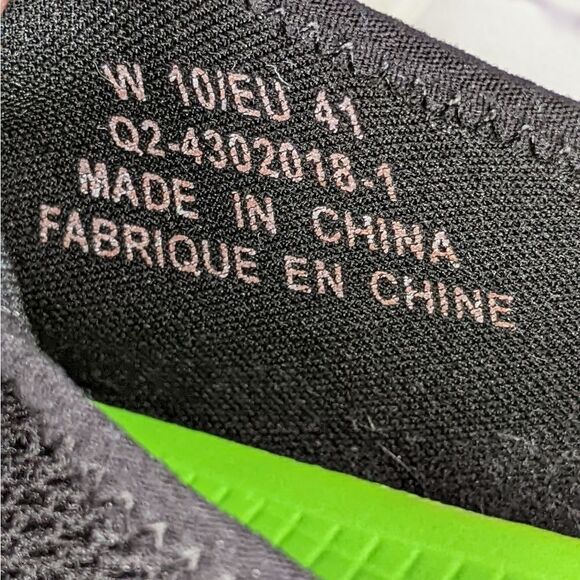 W 10/EU 41
Q2-4302018-1
MADE IN CHINA
FABRIQUE EN CHINE